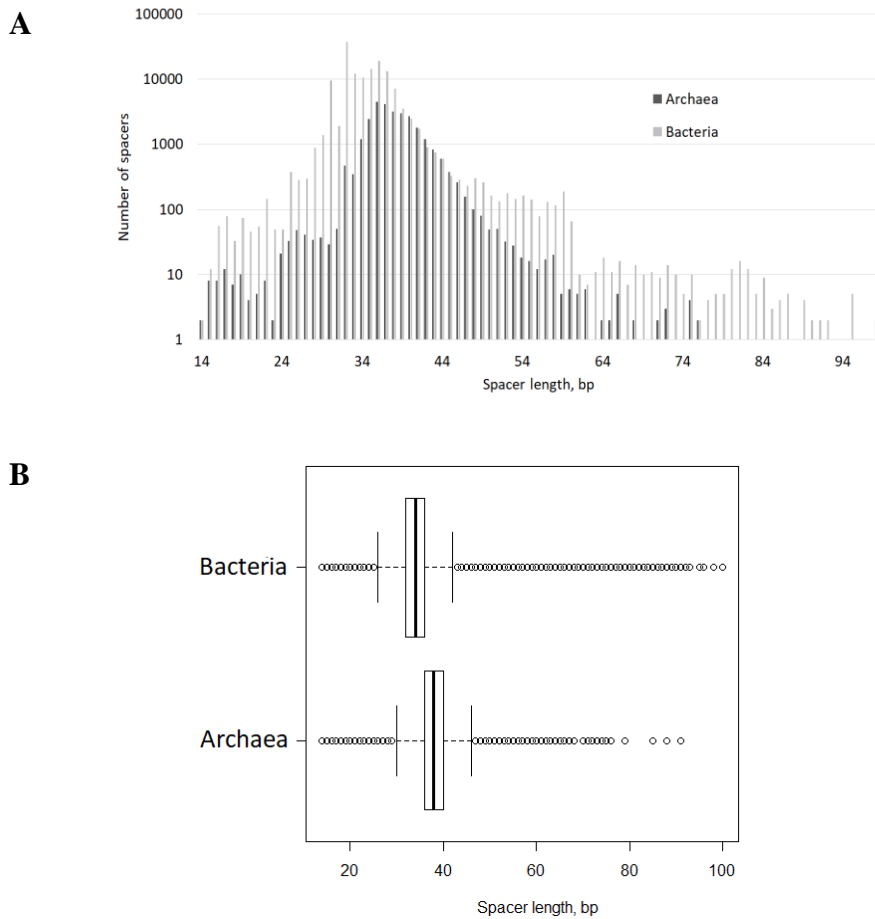 A
100000
10000
1000
100
10
1
Number of spacers
Archaea
Bacteria
14 24 34 44 54 64 74 84 94
Spacer length, bp
B
Bacteria
Archaea
20 40 60 80 100
Spacer length, bp